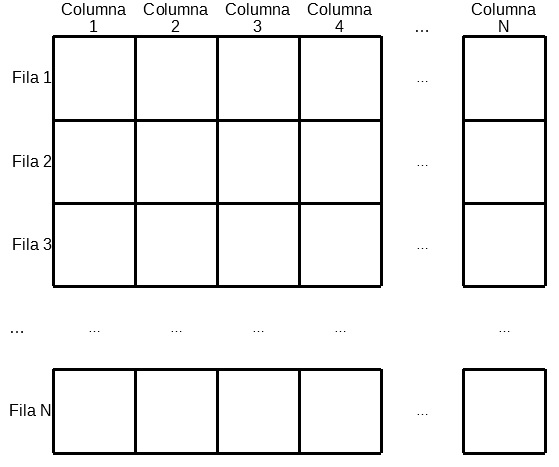 Columna Columna Columna Columna Columna
1 2 3 4 ... N
Fila 1 ...
Fila 2 ...
Fila 3 ...
... ... ... ... ... ...
Fila N ...